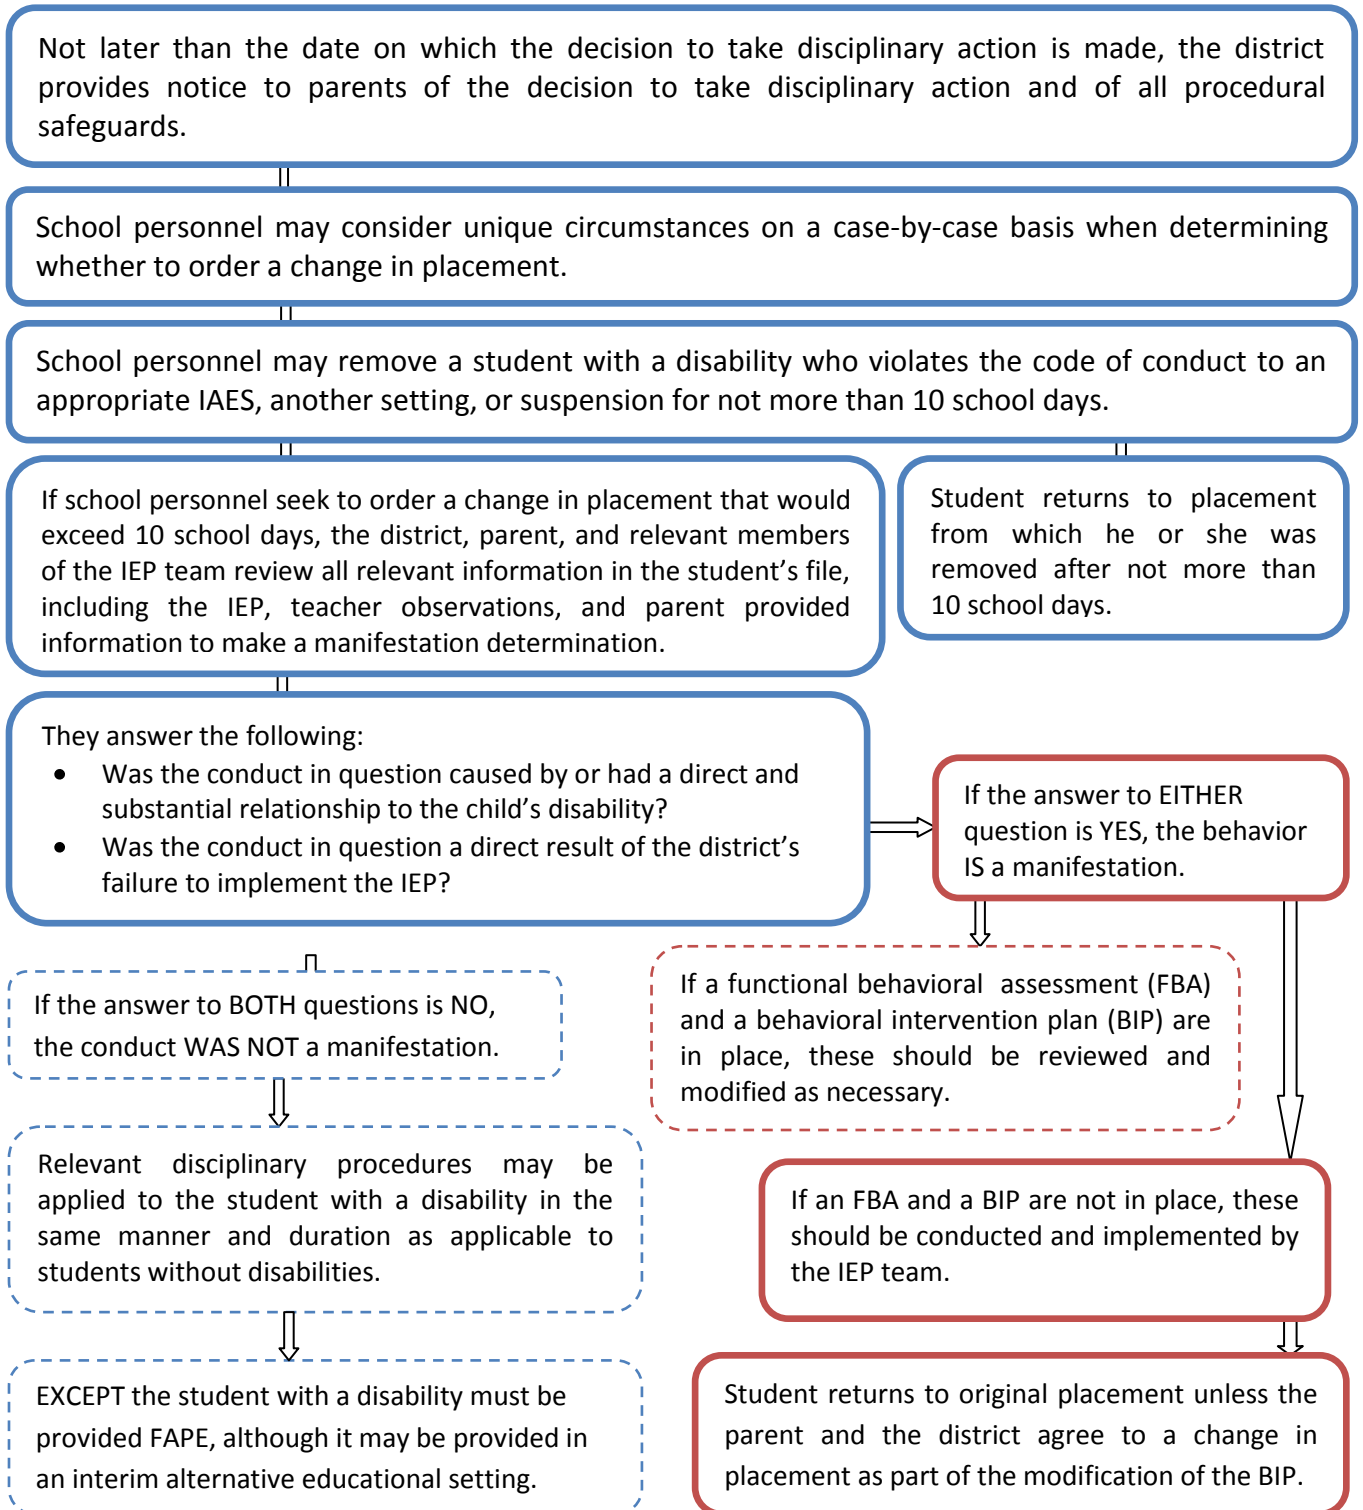 Not later than the date on which the decision to take disciplinary action is made, the district
provides notice to parents of the decision to take disciplinary action and of all procedural
safeguards.
School personnel may consider unique circumstances on a case-by-case basis when determining
whether to order a change in placement.
School personnel may remove a student with a disability who violates the code of conduct to an
appropriate IAES, another setting, or suspension for not more than 10 school days.
If school personnel seek to order a change in placement that would
exceed 10 school days, the district, parent, and relevant members
of the IEP team review all relevant information in the student’s file,
including the IEP, teacher observations, and parent provided
information to make a manifestation determination.
Student returns to placement
from which he or she was
removed after not more than
10 school days.
They answer the following:
• Was the conduct in question caused by or had a direct and
substantial relationship to the child’s disability?
• Was the conduct in question a direct result of the district’s
failure to implement the IEP?
If the answer to EITHER
question is YES, the behavior
IS a manifestation.
If the answer to BOTH questions is NO,
the conduct WAS NOT a manifestation.
If a functional behavioral assessment (FBA)
and a behavioral intervention plan (BIP) are
in place, these should be reviewed and
modified as necessary.
Relevant disciplinary procedures may be
applied to the student with a disability in the
same manner and duration as applicable to
students without disabilities.
If an FBA and a BIP are not in place, these
should be conducted and implemented by
the IEP team.
EXCEPT the student with a disability must be
provided FAPE, although it may be provided in
an interim alternative educational setting.
Student returns to original placement unless the
parent and the district agree to a change in
placement as part of the modification of the BIP.